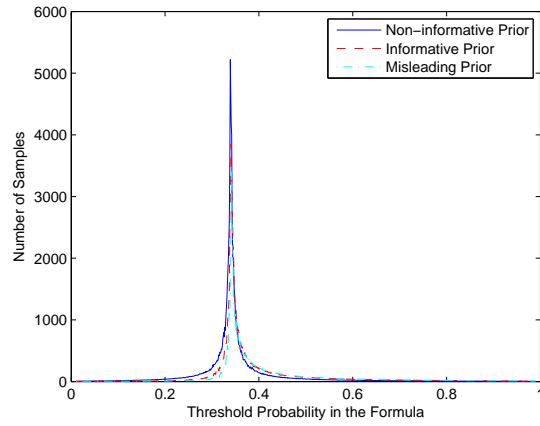 6000
5000
4000
3000
2000
1000
0
Number of Samples
Non-informative Prior
Informative Prior
Misleading Prior
0 0.2 0.4 0.6 0.8 1
Threshold Probability in the Formula